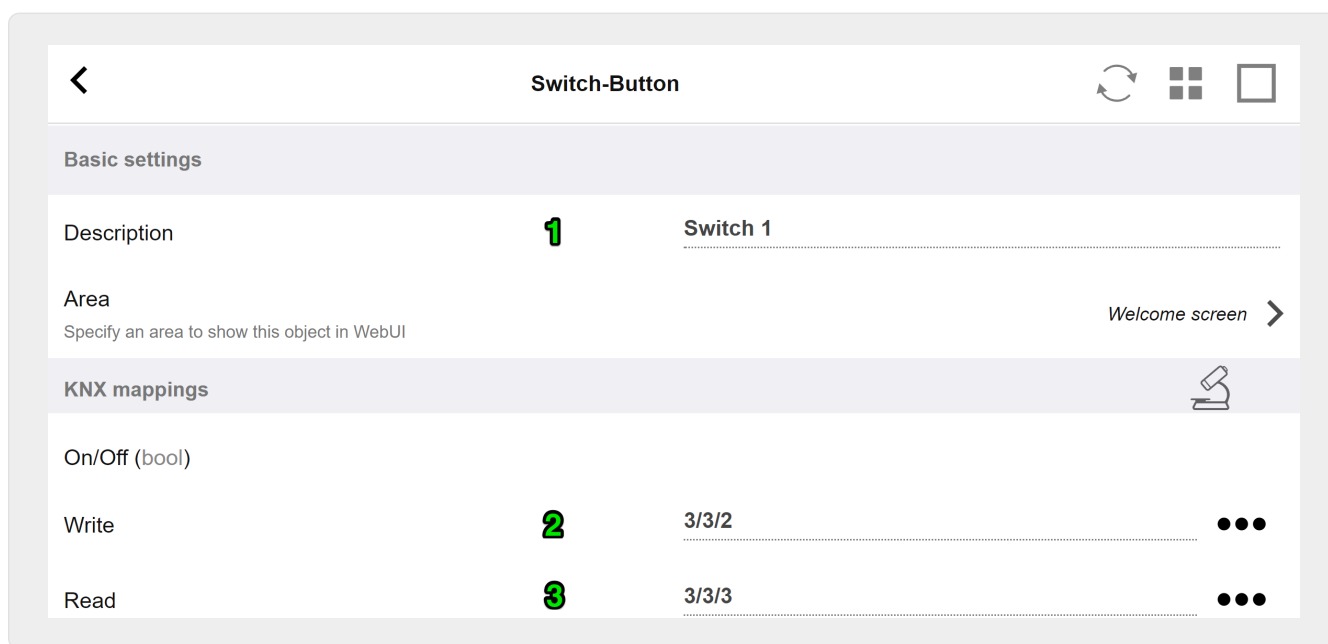 Switch-Button
Basic settings
Description 1 Switch 1
Area
Specify an area to show this object in WebUI
Welcome screen
KNX mappings
On/Off (bool)
Write 2 3/3/2
Read 3 3/3/3